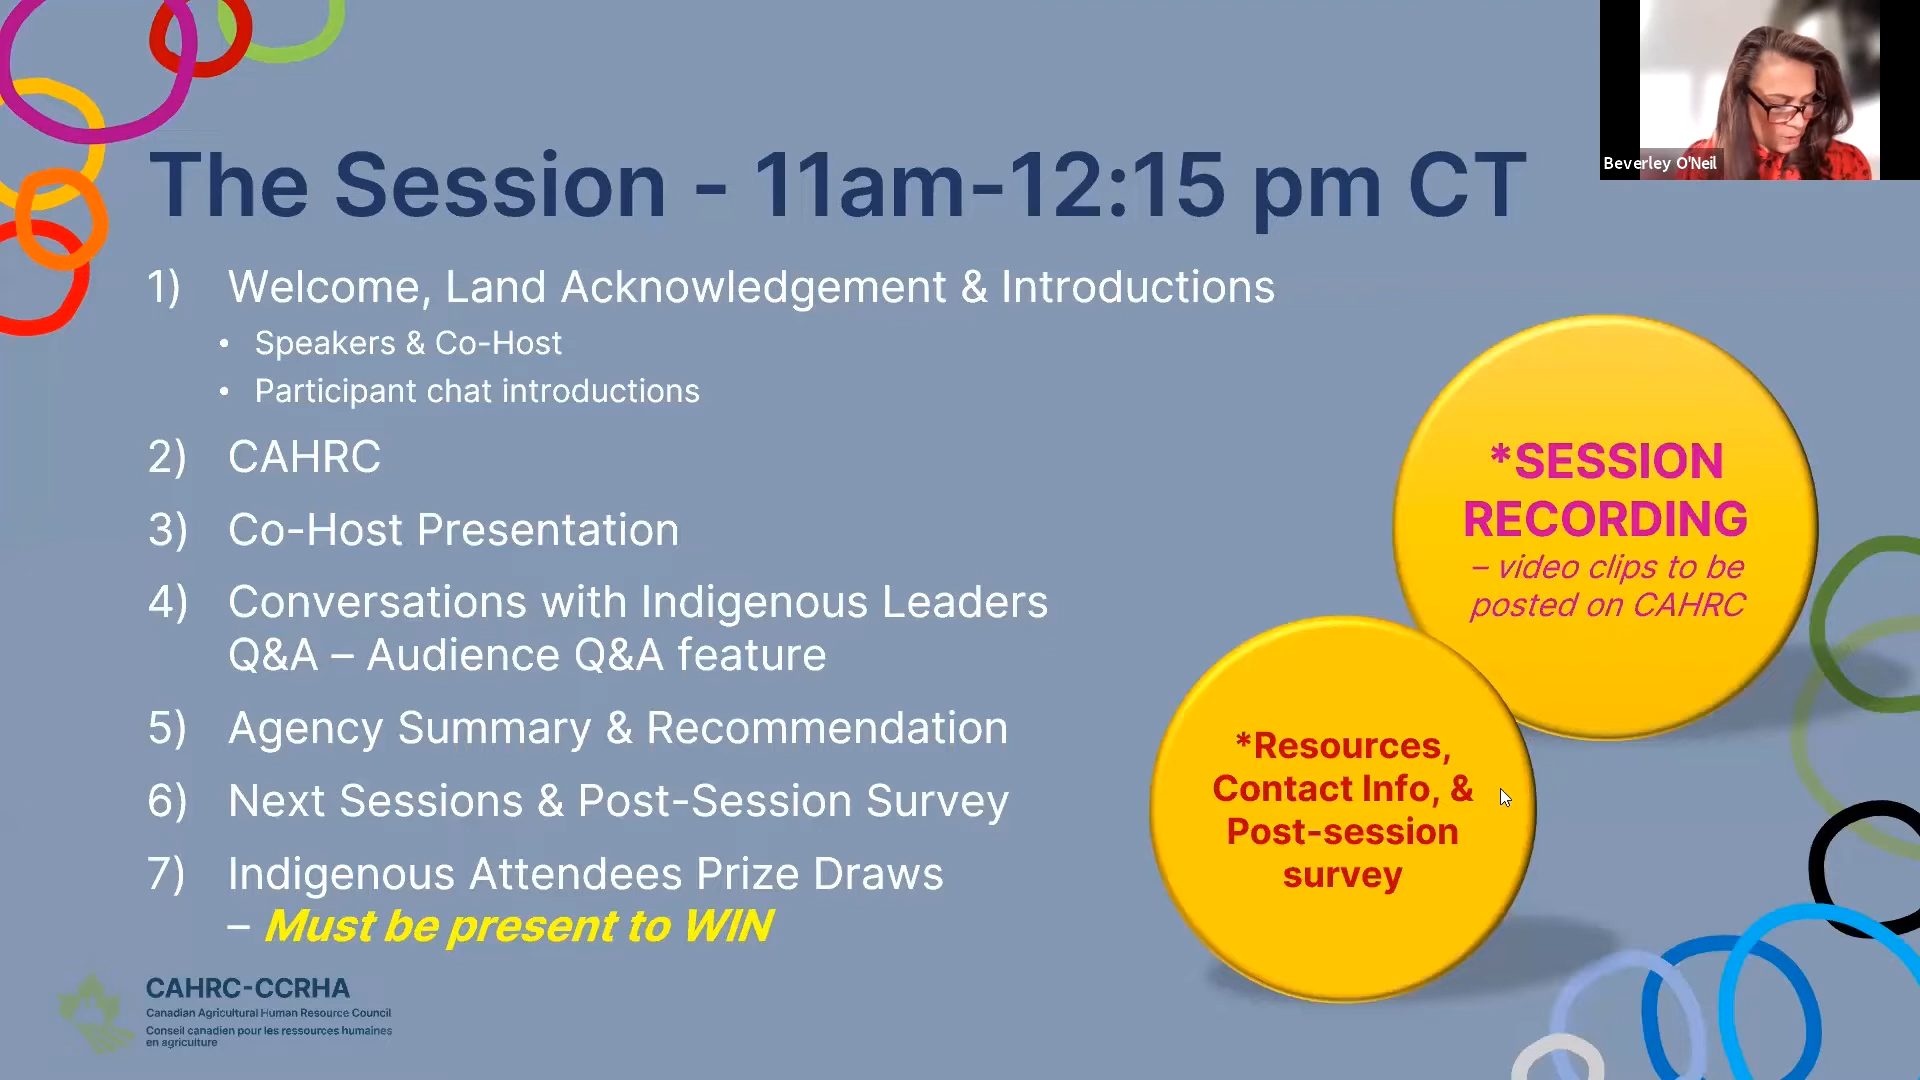 Beverley O'Neil
The Session - 11am-12:15 pm CT
1) Welcome, Land Acknowledgement & Introductions
• Speakers & Co-Host
• Participant chat introductions
2) CAHRC
3) Co-Host Presentation
4) Conversations with Indigenous Leaders
Q&A – Audience Q&A feature
5) Agency Summary & Recommendation
6) Next Sessions & Post-Session Survey
7) Indigenous Attendees Prize Draws
– Must be present to WIN
*SESSION
RECORDING
– video clips to be
posted on CAHRC
*Resources,
Contact Info, &
Post-session
survey
CAHRC-CCRHA
Canadian Agricultural Human Resource Council
Conseil canadien pour les ressources humaines
en agriculture